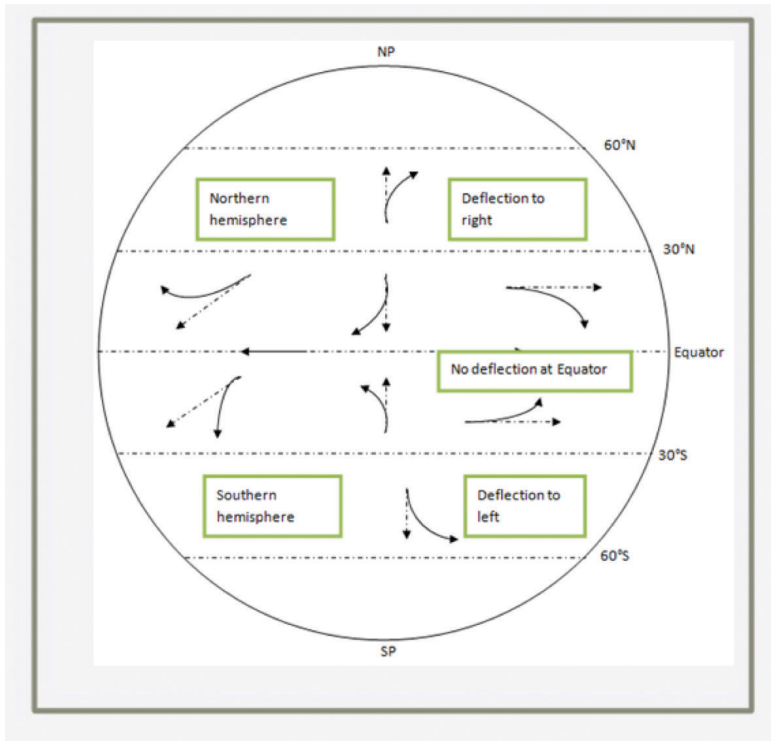 NP
60°N
Northern
hemisphere
Deflection to
right
30°N
Equator
No deflection at Equator
30°S
Southern
hemisphere
Deflection to
left
60°S
SP